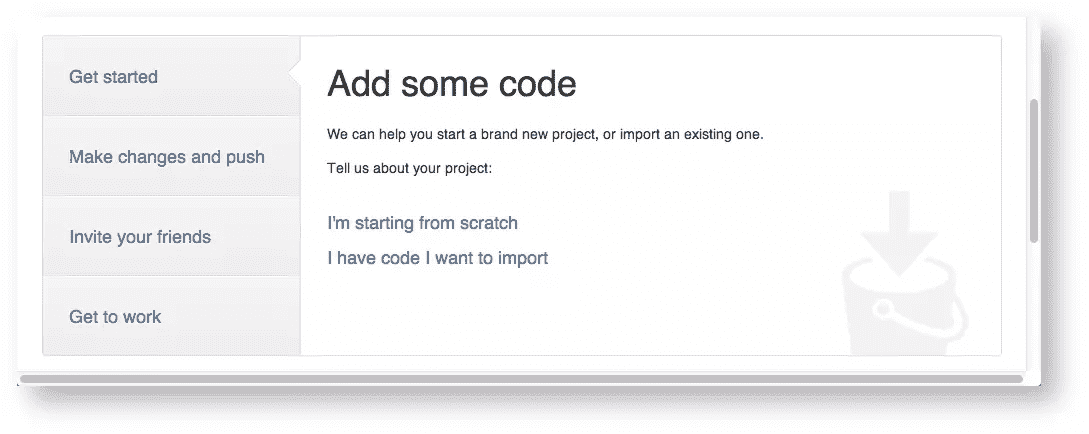 Get started
Make changes and push
Invite your friends
Get to work
Add some code
We can help you start a brand new project, or import an existing one.
Tell us about your project:
I'm starting from scratch
I have code I want to import